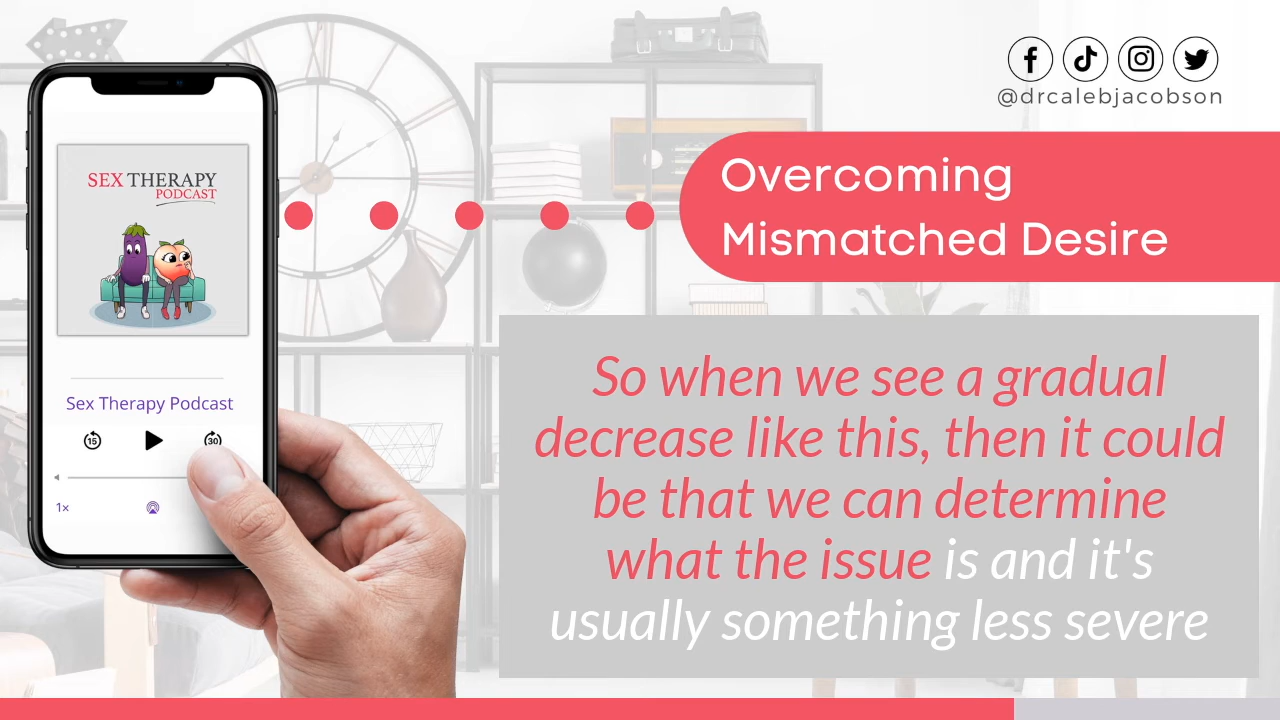 @drcalebjacobson
Overcoming
Mismatched Desire
SEX THERAPY
PODCAST
Sex Therapy Podcast
15
30
1×
So when we see a gradual
decrease like this, then it could
be that we can determine
what the issue is and it's
usually something less severe